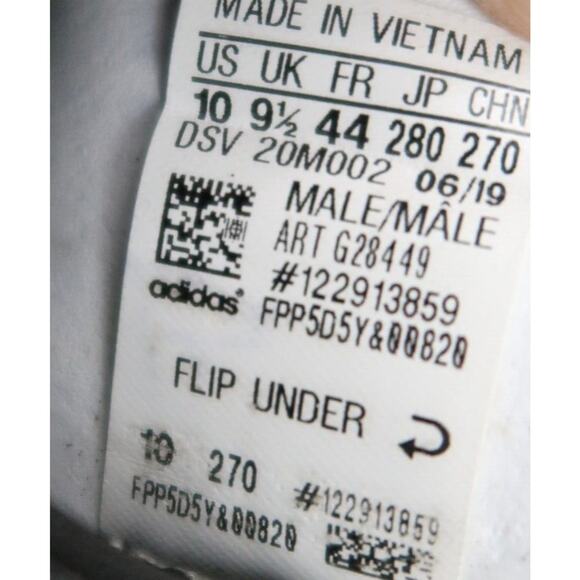 MADE IN VIETNAM
US UK FR JP CHN
10 9½ 44 280 270
DSV 20M002 06/19
MALE/MÂLE
ART G28449
#122913859
adidas® FPP5D5Y&00820
FLIP UNDER
10 270 #122913859
FPP5D5Y&00820